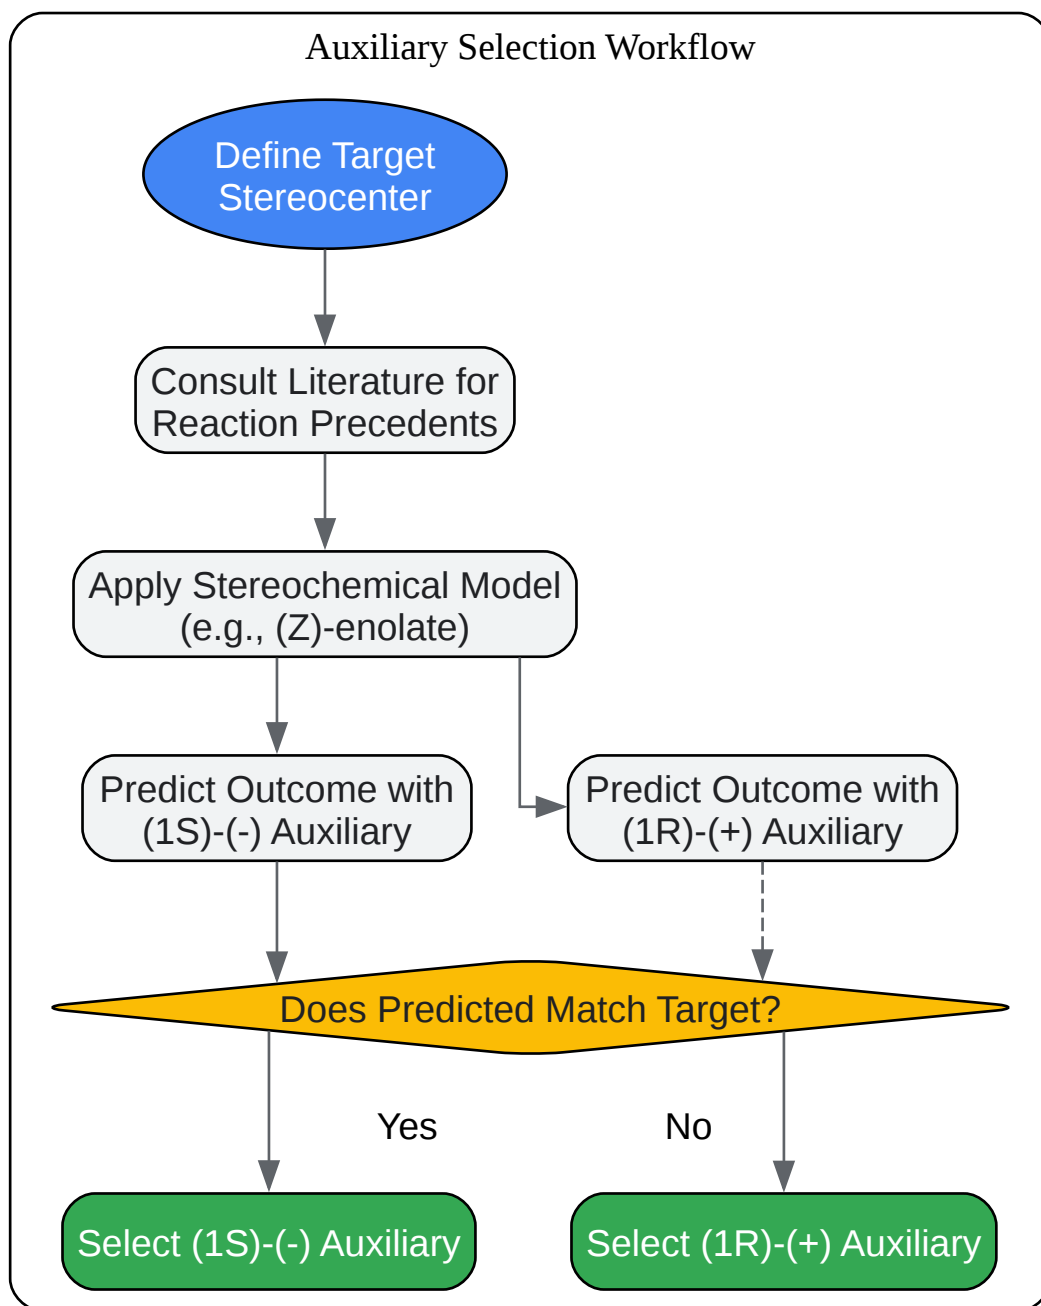 Auxiliary Selection Workflow
Define Target
Stereocenter
Consult Literature for
Reaction Precedents
Apply Stereochemical Model
(e.g., (Z)-enolate)
Predict Outcome with
(1S)-(-) Auxiliary
Predict Outcome with
(1R)-(+) Auxiliary
Does Predicted Match Target?
Yes
No
Select (1S)-(-) Auxiliary
Select (1R)-(+) Auxiliary